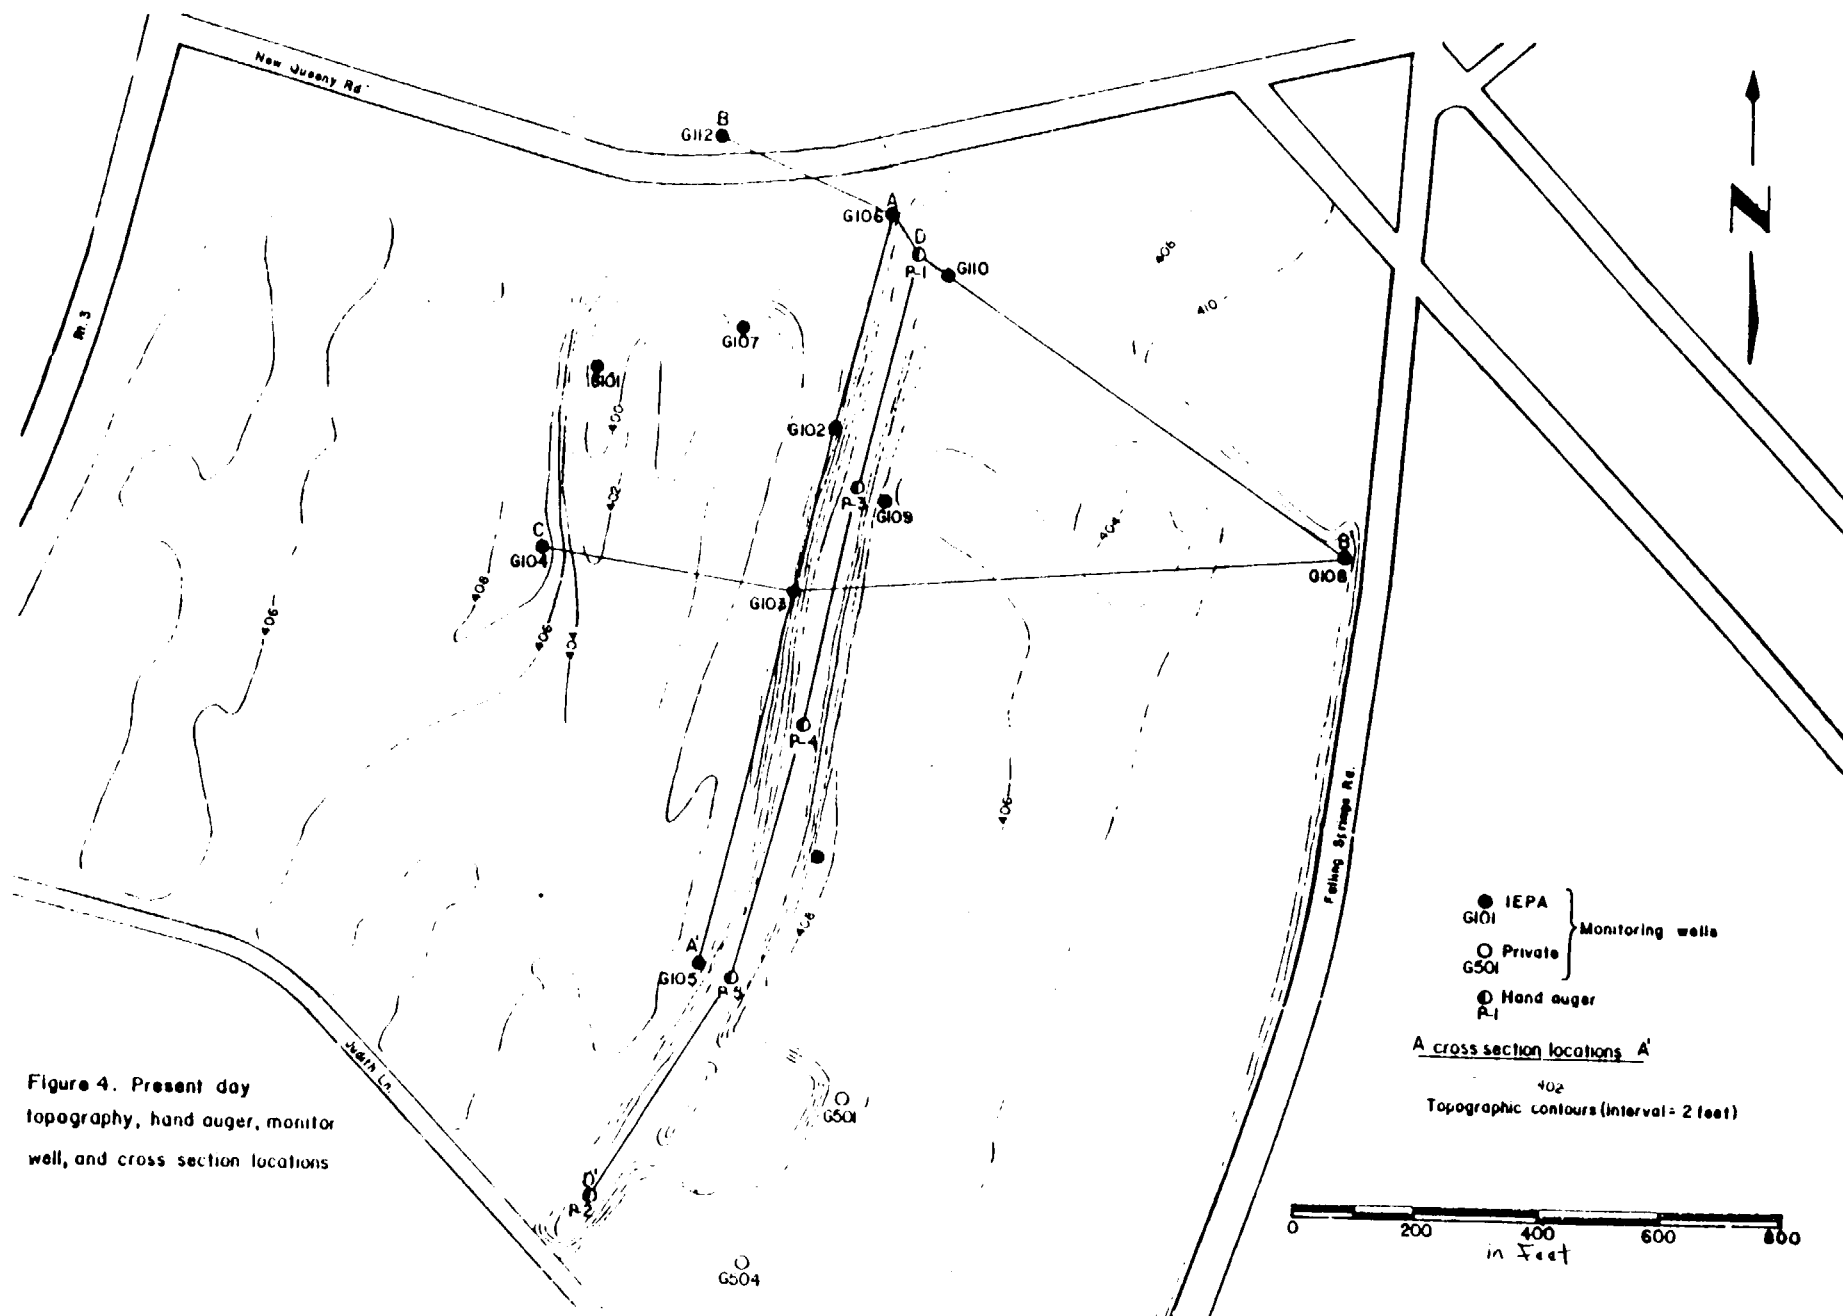 New Queeny Rd.
B
G112
A
G106
D
P-1
G110
406
410
Rt. 3
G107
G101
400
G102
402
P-3
G109
404
C
G104
B'
G108
408
G103
406
406
404
P-4
406
Falling Springs Rd.
408
A'
G105
P-5
IEPA
G101
Monitoring wells
Private
G501
Hand auger
P-1
A cross section locations A'
402
Topographic contours (interval = 2 feet)
Judith Ln.
Figure 4. Present day
topography, hand auger, monitor
well, and cross section locations
G501
D'
P-2
G504
0 200 400 600 800
in Feet
N